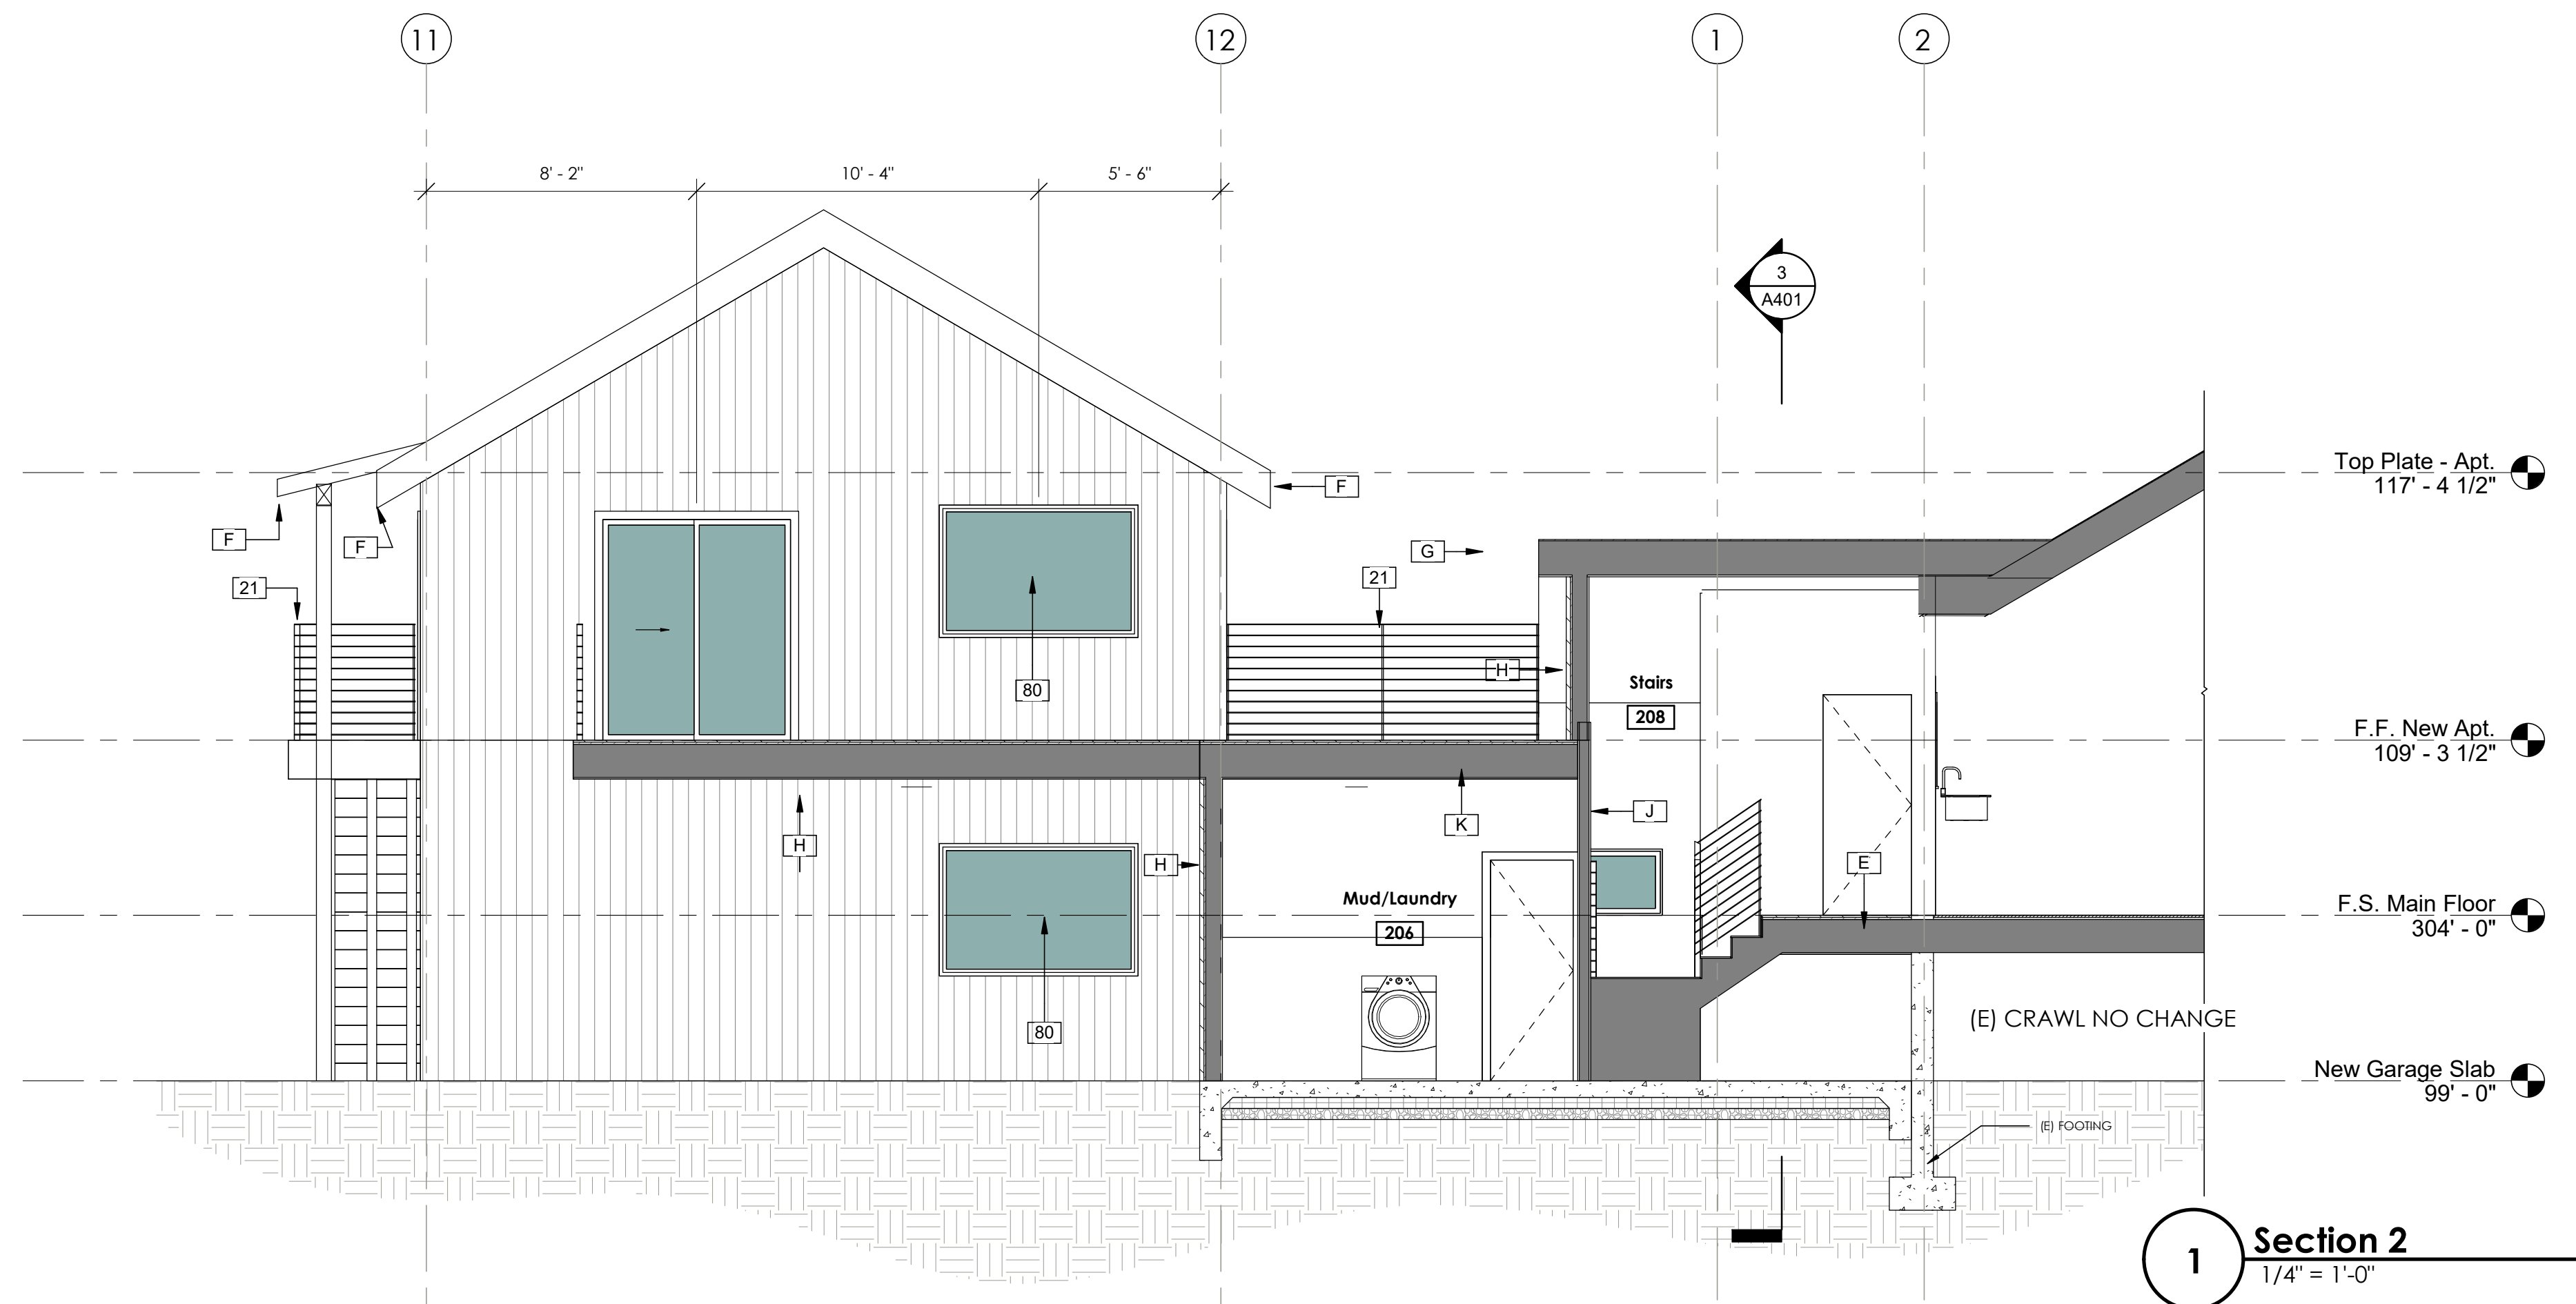 11
12
1
2
8' - 2"
10' - 4"
5' - 6"
3
A401
Top Plate - Apt.
117' - 4 1/2"
F
F
F
G
21
21
H
Stairs
208
80
F.F. New Apt.
109' - 3 1/2"
K
J
H
H
E
Mud/Laundry
206
F.S. Main Floor
304' - 0"
80
(E) CRAWL NO CHANGE
New Garage Slab
99' - 0"
(E) FOOTING
1
Section 2
1/4" = 1'-0"